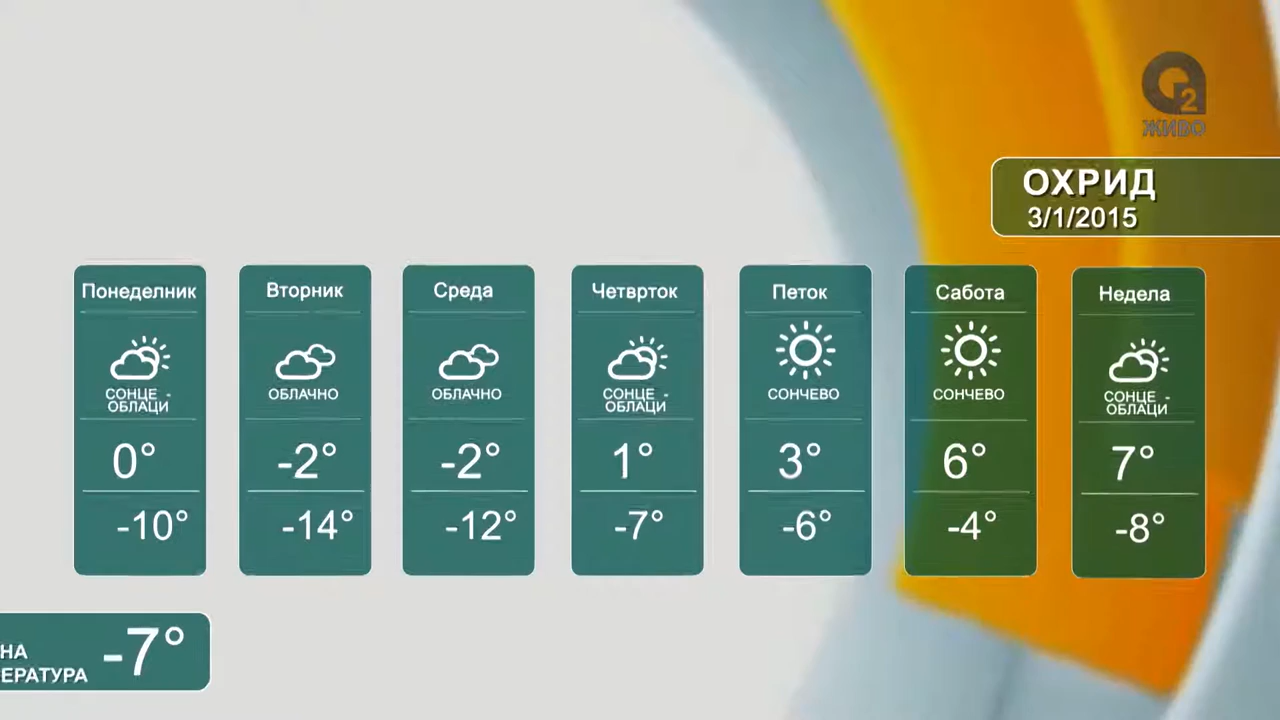 2
ЖИВО
ОХРИД
3/1/2015
Понеделник
СОНЦЕ -
ОБЛАЦИ
0°
-10°
Вторник
ОБЛАЧНО
-2°
-14°
Среда
ОБЛАЧНО
-2°
-12°
Четврток
СОНЦЕ -
ОБЛАЦИ
1°
-7°
Петок
СОНЧЕВО
3°
-6°
Сабота
СОНЧЕВО
6°
-4°
Недела
СОНЦЕ -
ОБЛАЦИ
7°
-8°
НА
ЕРАТУРА
-7°